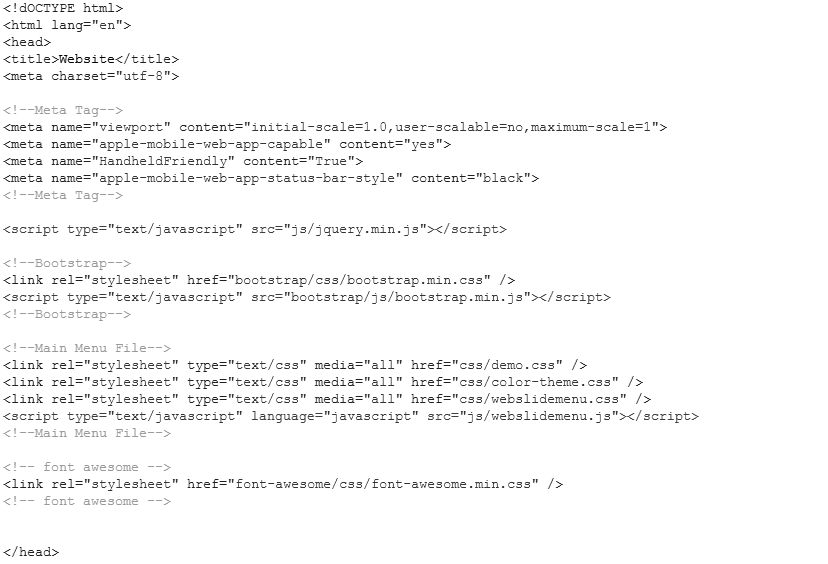 <!dOCTYPE html>
<html lang="en">
<head>
<title>Website</title>
<meta charset="utf-8">
<!--Meta Tag-->
<meta name="viewport" content="initial-scale=1.0,user-scalable=no,maximum-scale=1">
<meta name="apple-mobile-web-app-capable" content="yes">
<meta name="HandheldFriendly" content="True">
<meta name="apple-mobile-web-app-status-bar-style" content="black">
<!--Meta Tag-->
<script type="text/javascript" src="js/jquery.min.js"></script>
<!--Bootstrap-->
<link rel="stylesheet" href="bootstrap/css/bootstrap.min.css" />
<script type="text/javascript" src="bootstrap/js/bootstrap.min.js"></script>
<!--Bootstrap-->
<!--Main Menu File-->
<link rel="stylesheet" type="text/css" media="all" href="css/demo.css" />
<link rel="stylesheet" type="text/css" media="all" href="css/color-theme.css" />
<link rel="stylesheet" type="text/css" media="all" href="css/webslidemenu.css" />
<script type="text/javascript" language="javascript" src="js/webslidemenu.js"></script>
<!--Main Menu File-->
<!-- font awesome -->
<link rel="stylesheet" href="font-awesome/css/font-awesome.min.css" />
<!-- font awesome -->
</head>